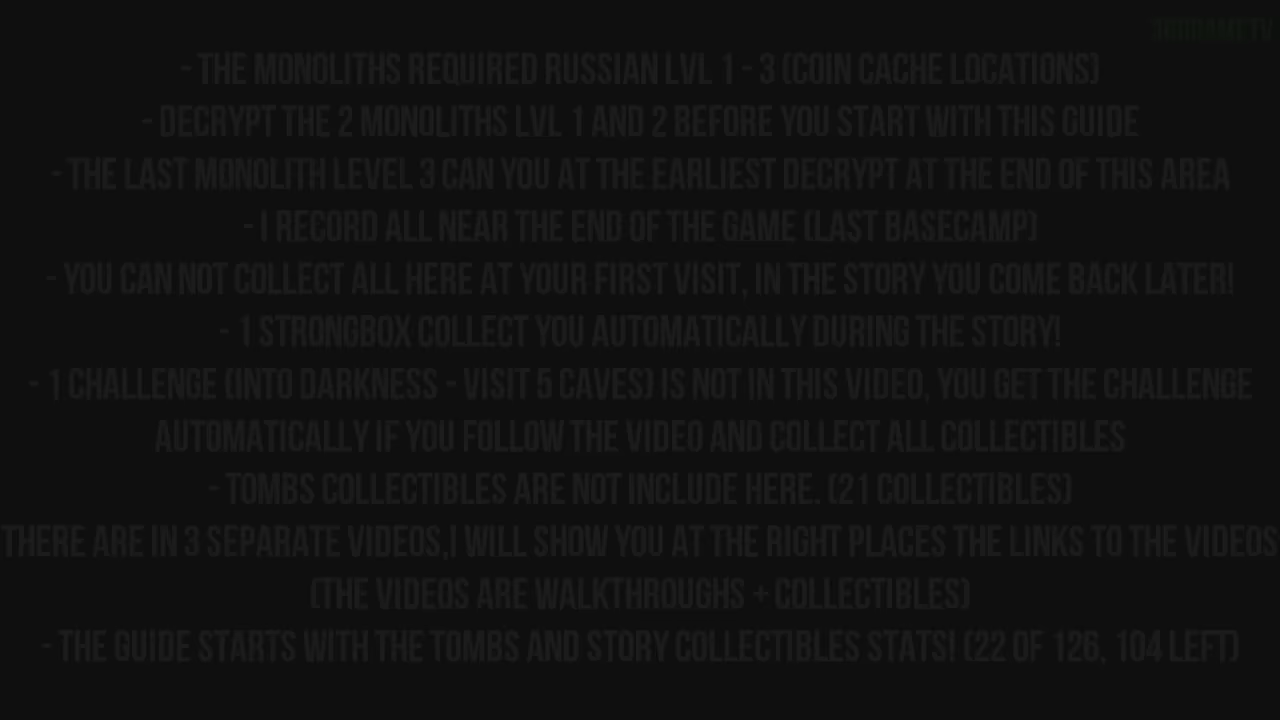 - THE MONOLITHS REQUIRED RUSSIAN LVL 1 - 3 (COIN CACHE LOCATIONS)
- DECRYPT THE 2 MONOLITHS LVL 1 AND 2 BEFORE YOU START WITH THIS GUIDE
- THE LAST MONOLITH LEVEL 3 CAN YOU AT THE EARLIEST DECRYPT AT THE END OF THIS AREA
- I RECORD ALL NEAR THE END OF THE GAME (LAST BASECAMP)
- YOU CAN NOT COLLECT ALL HERE AT YOUR FIRST VISIT, IN THE STORY YOU COME BACK LATER!
- 1 STRONGBOX COLLECT YOU AUTOMATICALLY DURING THE STORY!
- 1 CHALLENGE (INTO DARKNESS - VISIT 5 CAVES) IS NOT IN THIS VIDEO, YOU GET THE CHALLENGE
AUTOMATICALLY IF YOU FOLLOW THE VIDEO AND COLLECT ALL COLLECTIBLES
- TOMBS COLLECTIBLES ARE NOT INCLUDE HERE. (21 COLLECTIBLES)
THERE ARE IN 3 SEPARATE VIDEOS,I WILL SHOW YOU AT THE RIGHT PLACES THE LINKS TO THE VIDEOS
(THE VIDEOS ARE WALKTHROUGHS + COLLECTIBLES)
- THE GUIDE STARTS WITH THE TOMBS AND STORY COLLECTIBLES STATS! (22 OF 126, 104 LEFT)